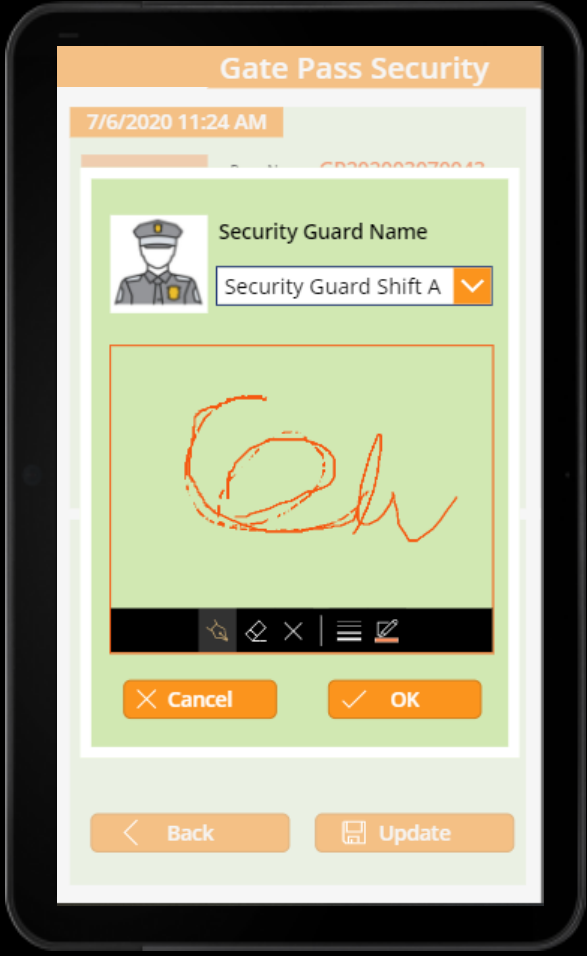 Gate Pass Security
7/6/2020 11:24 AM
Security Guard Name
Security Guard Shift A
Cancel
OK
Back
Update